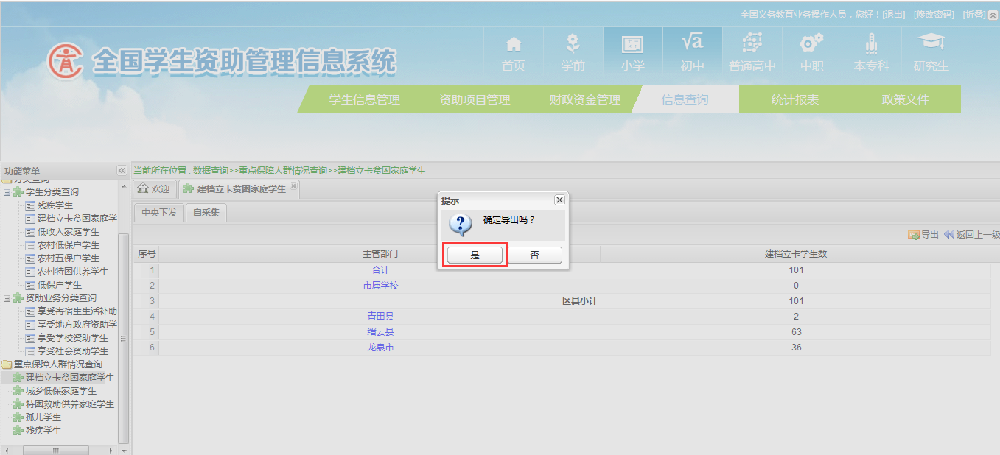 全国义务教育业务操作人员，您好！[退出] [修改密码] [折叠]
全国学生资助管理信息系统
首页 学前 小学 初中 普通高中 中职 本专科 研究生
学生信息管理 资助项目管理 财政资金管理 信息查询 统计报表 政策文件
功能菜单
分类查询
学生分类查询
残疾学生
建档立卡贫困家庭学
低收入家庭学生
农村低保户学生
农村五保户学生
农村特困供养学生
低保户学生
资助业务分类查询
享受寄宿生生活补助
享受地方政府资助学
享受学校资助学生
享受社会资助学生
重点保障人群情况查询
建档立卡贫困家庭学生
城乡低保家庭学生
特困救助供养家庭学生
孤儿学生
残疾学生
当前所在位置：数据查询>>重点保障人群情况查询>>建档立卡贫困家庭学生
欢迎 建档立卡贫困家庭学生
中央下发 自采集
导出 返回上一级
序号 主管部门 建档立卡学生数
1 合计 101
2 市属学校 0
3 区县小计 101
4 青田县 2
5 缙云县 63
6 龙泉市 36
提示
确定导出吗？
是 否